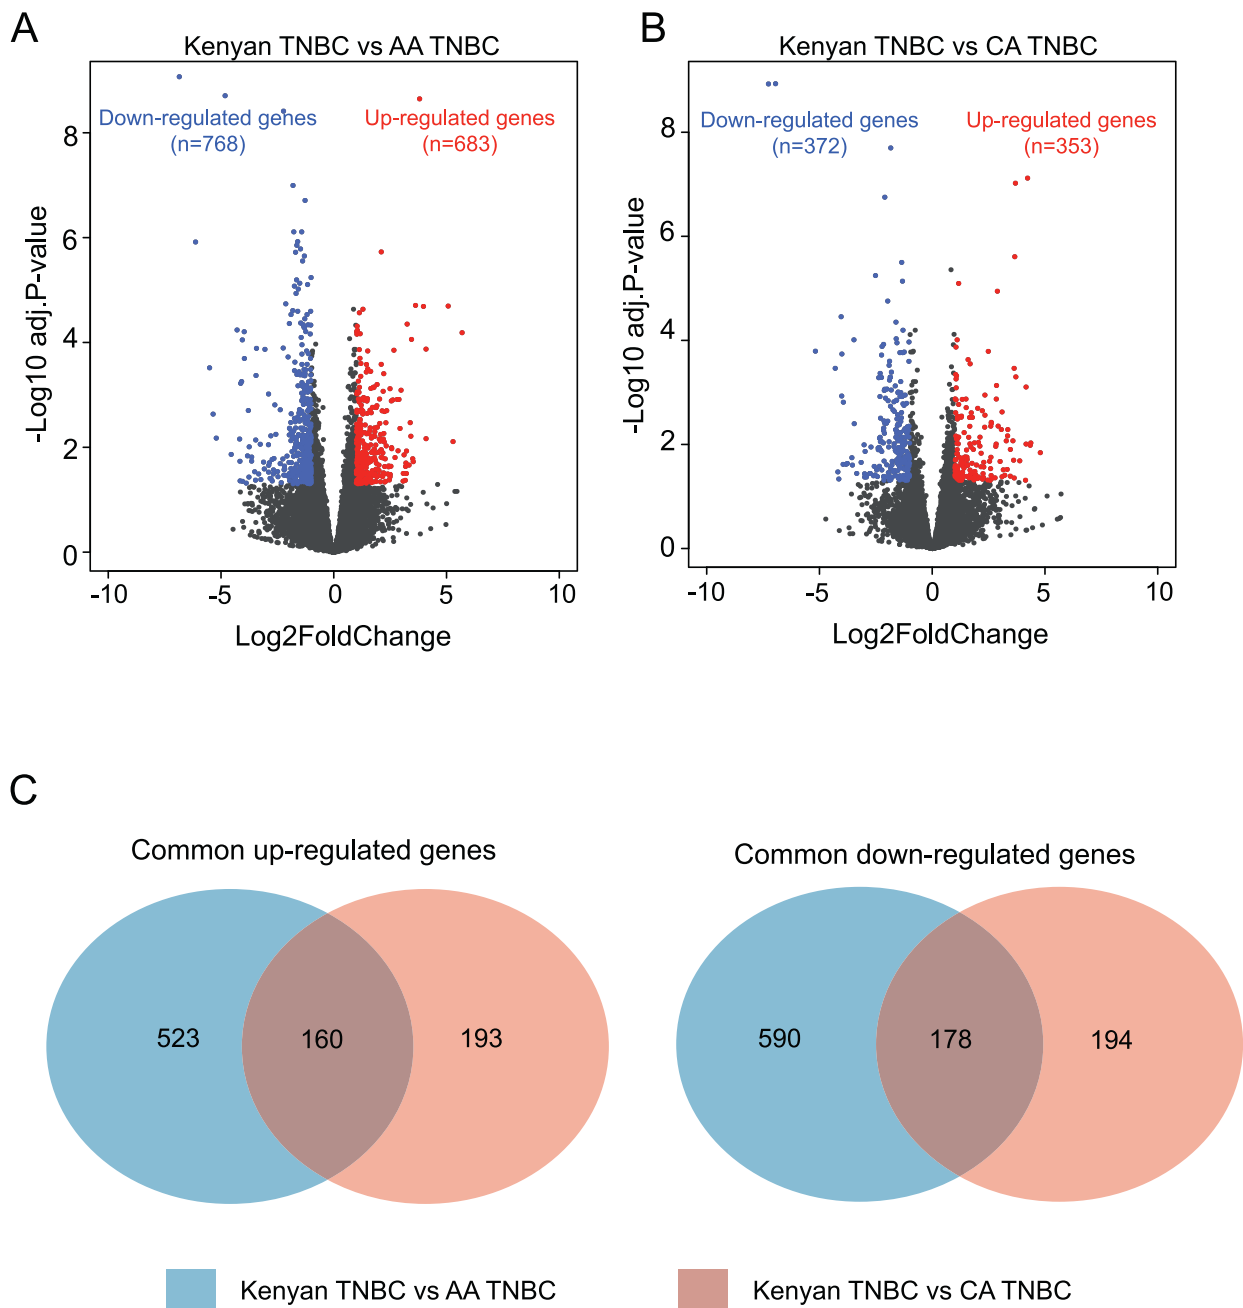 A
Kenyan TNBC vs AA TNBC
Down-regulated genes
(n=768)
Up-regulated genes
(n=683)
-Log10 adj.P-value
8
6
4
2
0
-10
-5
0
5
10
Log2FoldChange
B
Kenyan TNBC vs CA TNBC
Down-regulated genes
(n=372)
Up-regulated genes
(n=353)
-Log10 adj.P-value
8
6
4
2
0
-10
-5
0
5
10
Log2FoldChange
C
Common up-regulated genes
523
160
193
Common down-regulated genes
590
178
194
Kenyan TNBC vs AA TNBC
Kenyan TNBC vs CA TNBC